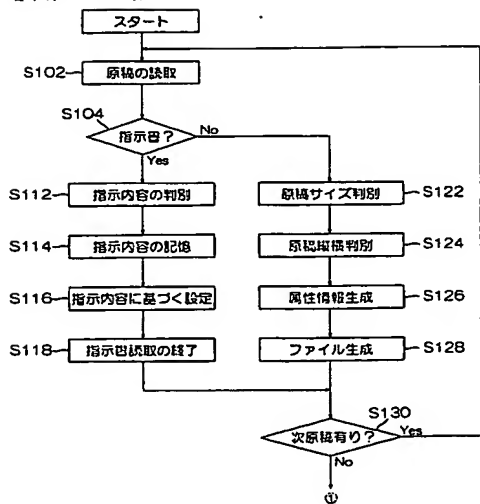 スタート
S102
原稿の読取
S104
指示書?
No
Yes
S112
指示内容の判別
原稿サイズ判別
S122
S114
指示内容の記憶
原稿縦横判別
S124
S116
指示内容に基づく設定
属性情報生成
S126
S118
指示書読取の終了
ファイル生成
S128
S130
次原稿有り?
Yes
No
①